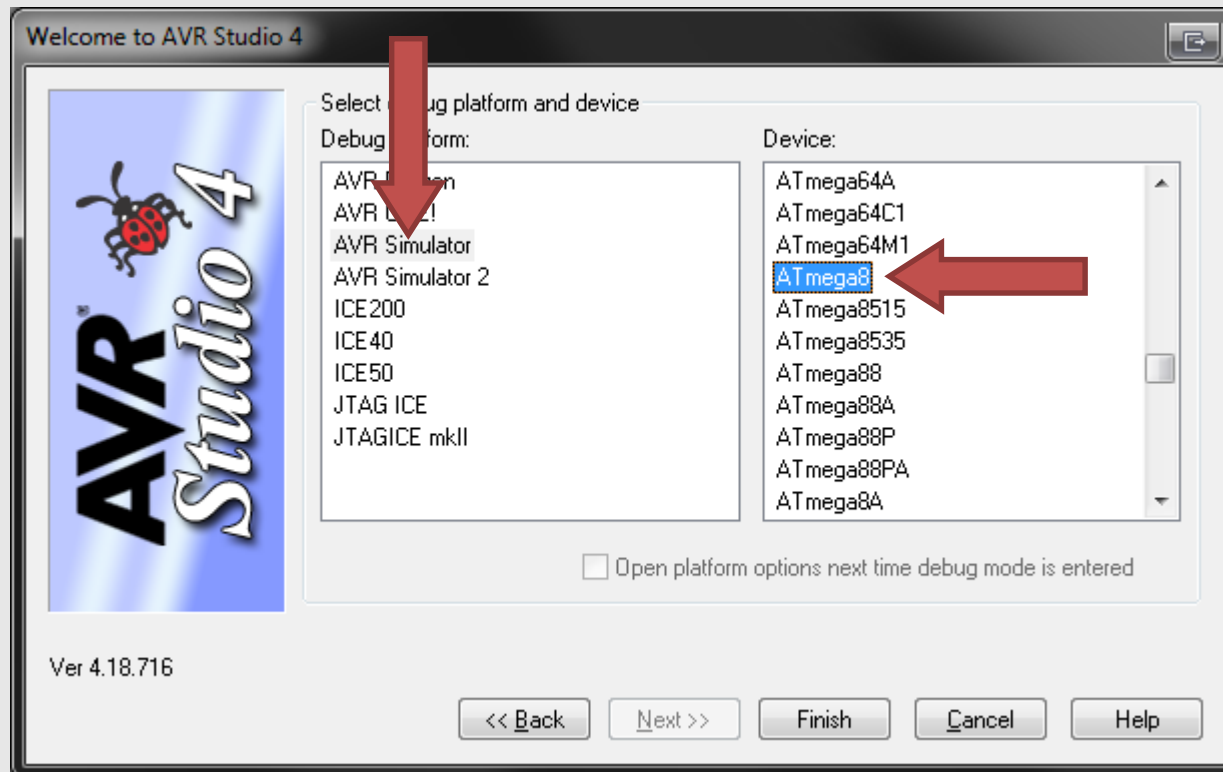 Welcome to AVR Studio 4
Select ug platform and device
Debug form:
Device:
AVR
AVR
AVR Simulator
AVR Simulator 2
ICE200
ICE40
ICE50
JTAG ICE
JTAGICE mkII
ATmega64A
ATmega64C1
ATmega64M1
ATmega8
ATmega8515
ATmega8535
ATmega88
ATmega88A
ATmega88P
ATmega88PA
ATmega8A
Open platform options next time debug mode is entered
AVR®
Studio 4
Ver 4.18.716
<< Back
Next >>
Finish
Cancel
Help